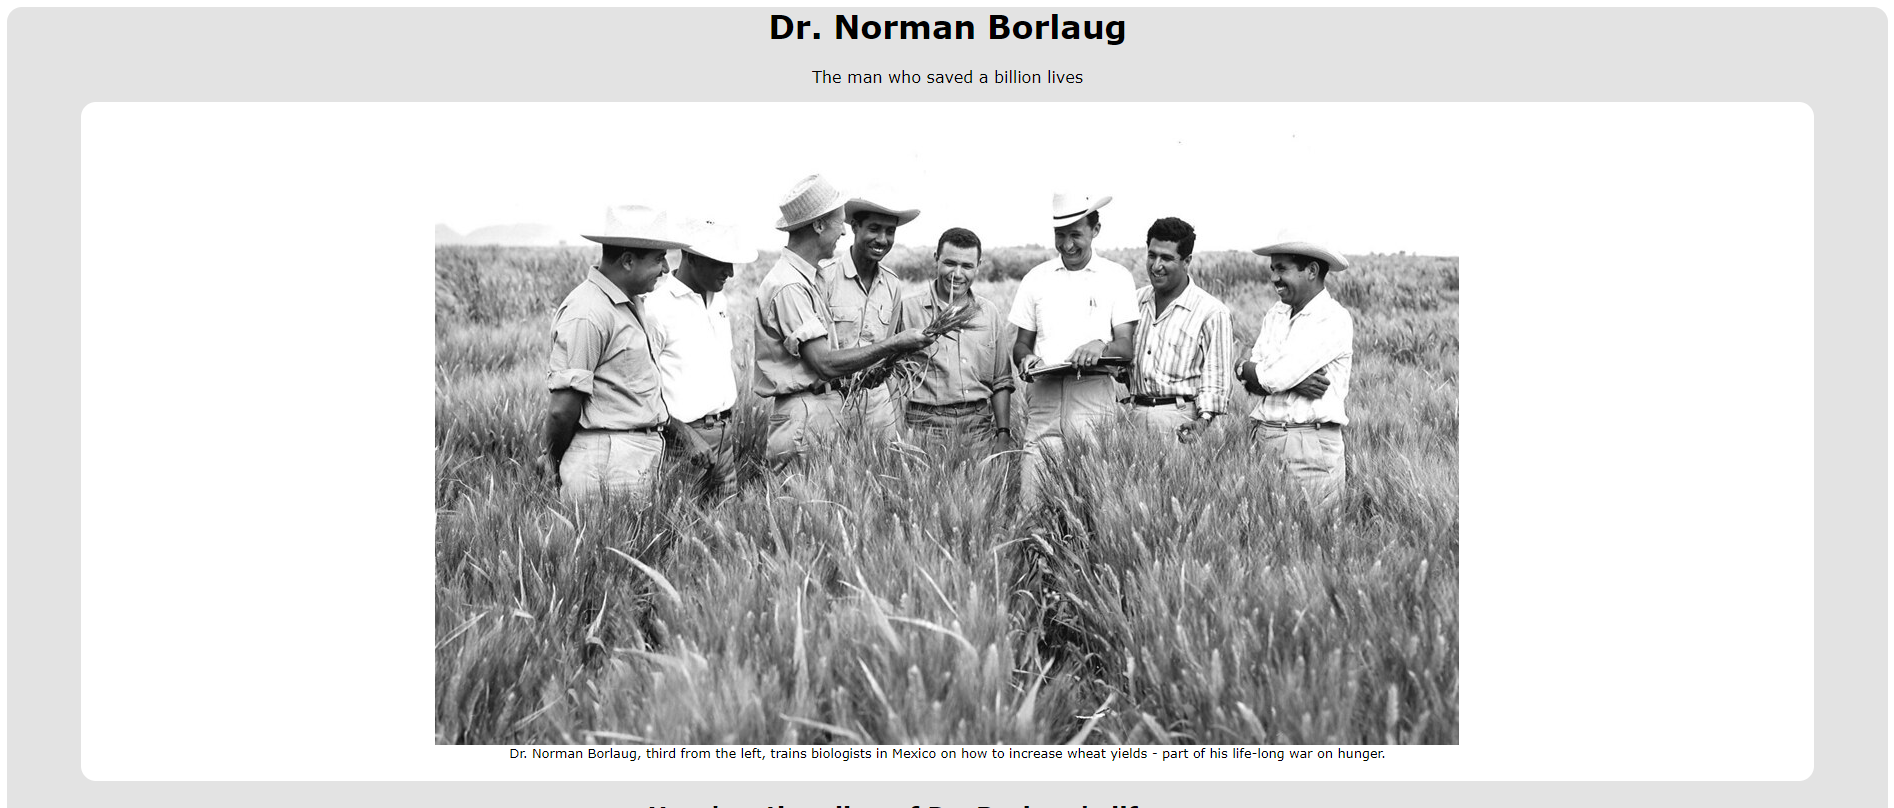 Dr. Norman Borlaug
The man who saved a billion lives
Dr. Norman Borlaug, third from the left, trains biologists in Mexico on how to increase wheat yields - part of his life-long war on hunger.